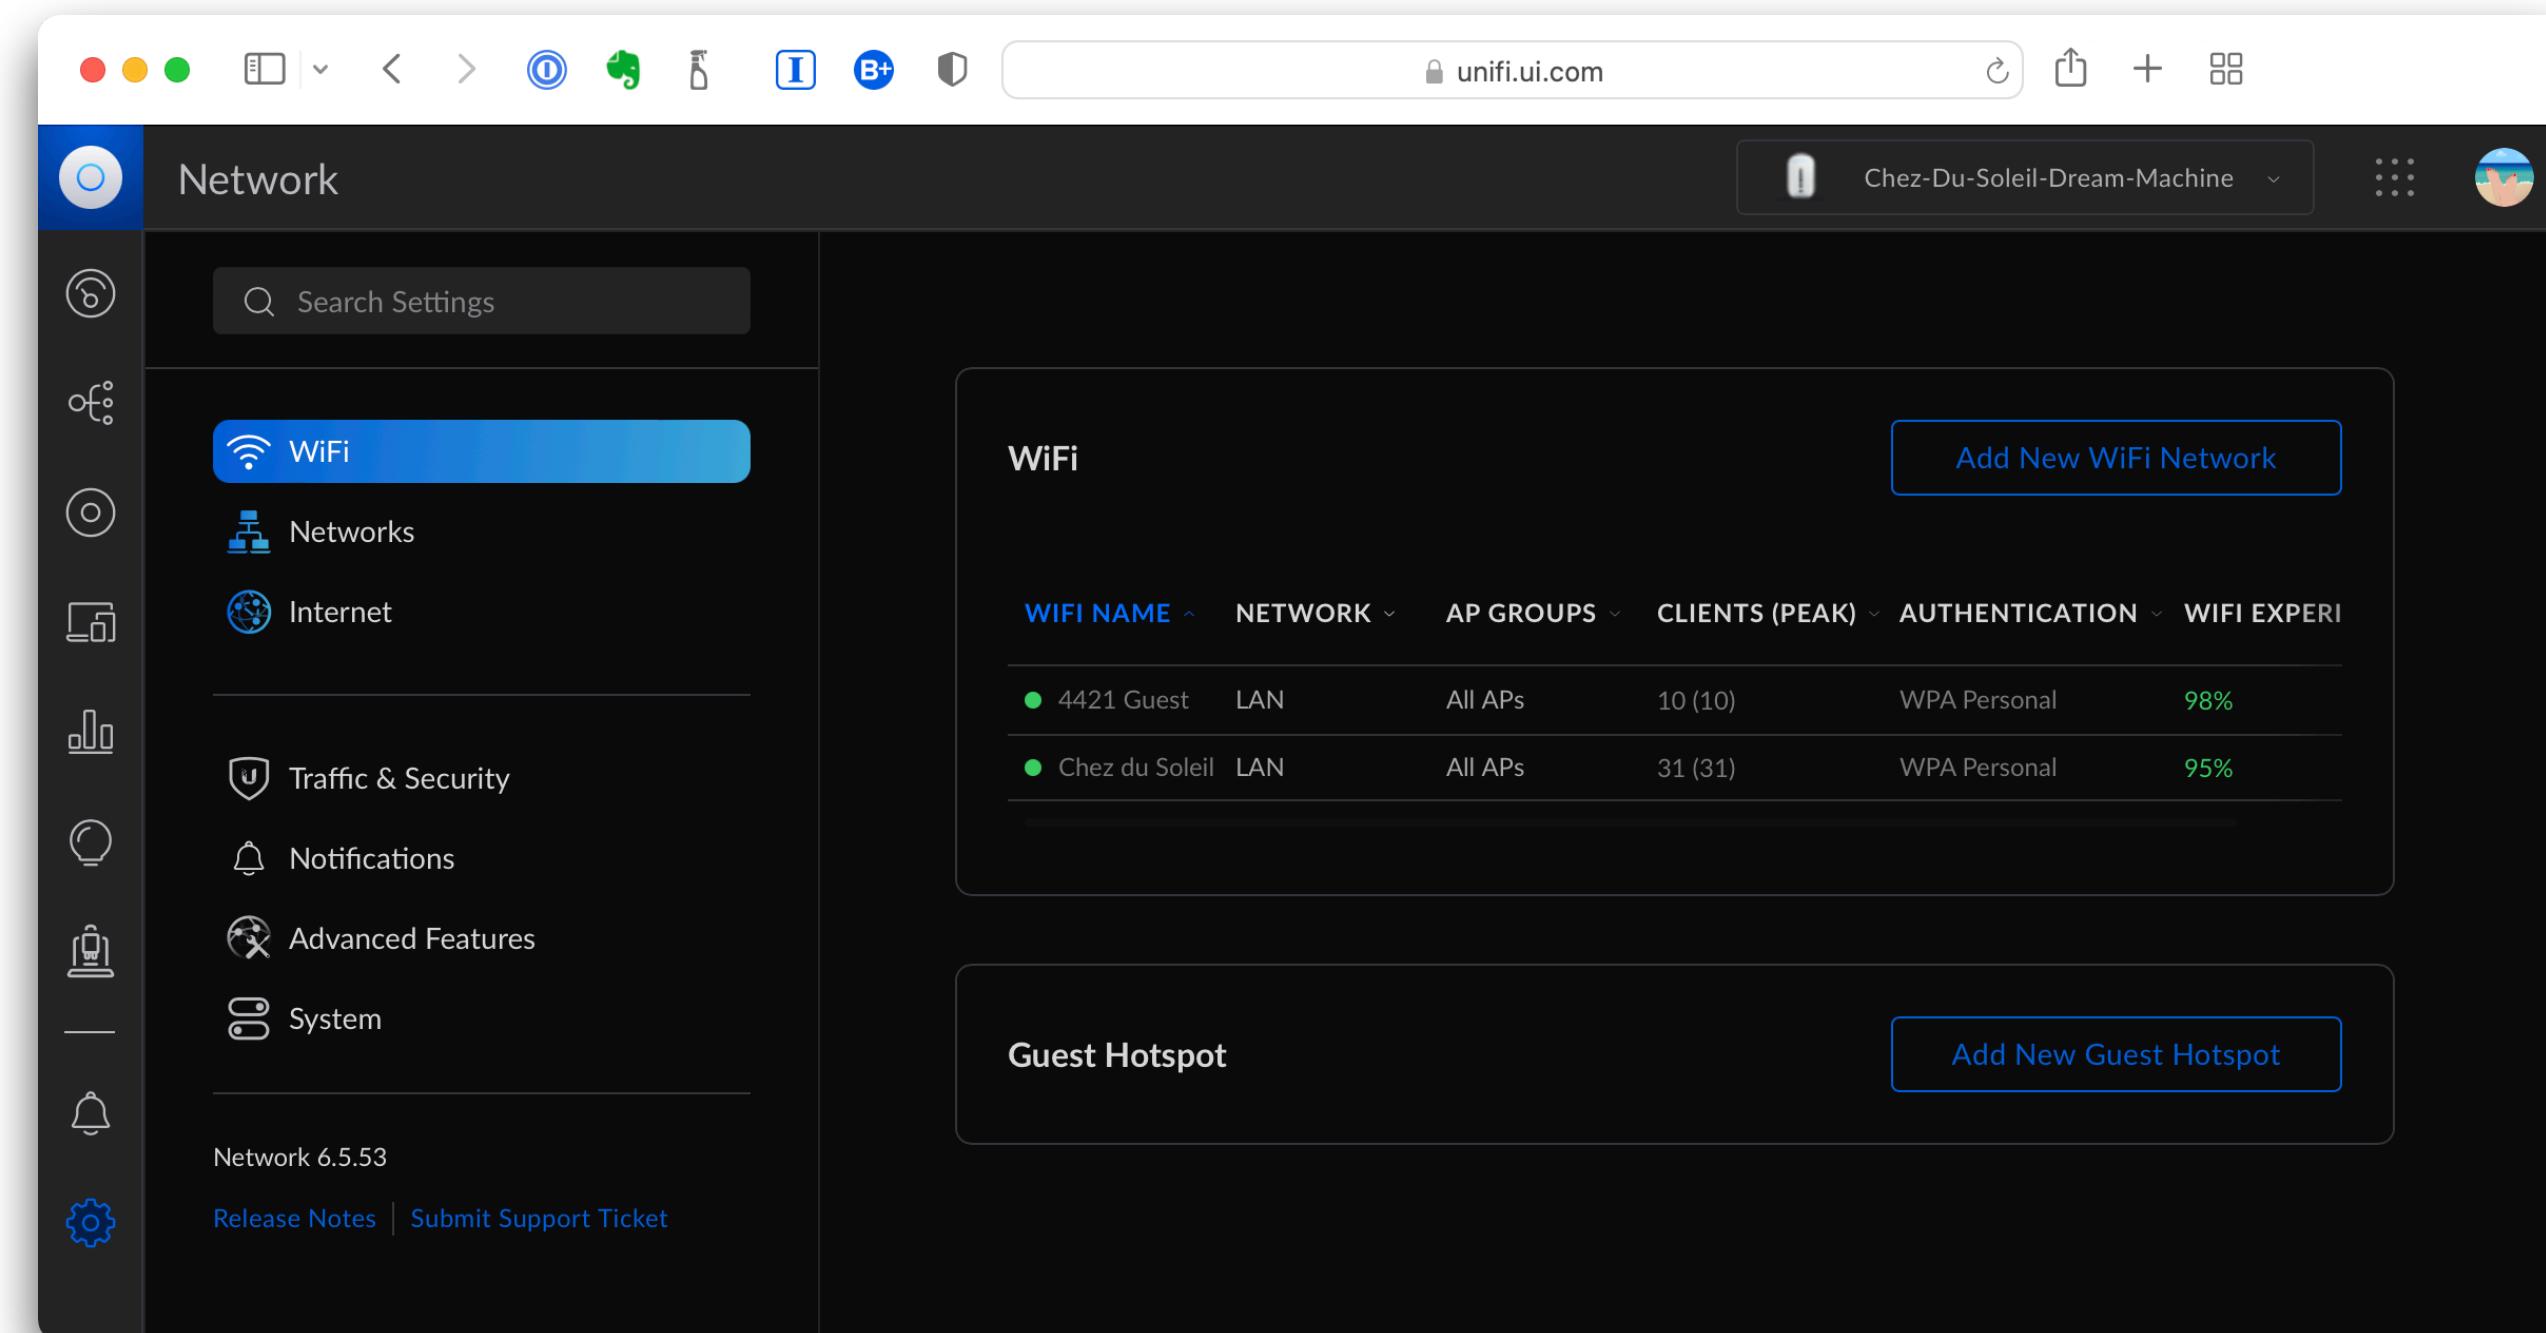 unifi.ui.com
Network
Chez-Du-Soleil-Dream-Machine
Search Settings
WiFi
Networks
Internet
Traffic & Security
Notifications
Advanced Features
System
Network 6.5.53
Release Notes | Submit Support Ticket
WiFi
Add New WiFi Network
WIFI NAME NETWORK AP GROUPS CLIENTS (PEAK) AUTHENTICATION WIFI EXPERI
4421 Guest LAN All APs 10 (10) WPA Personal 98%
Chez du Soleil LAN All APs 31 (31) WPA Personal 95%
Guest Hotspot
Add New Guest Hotspot